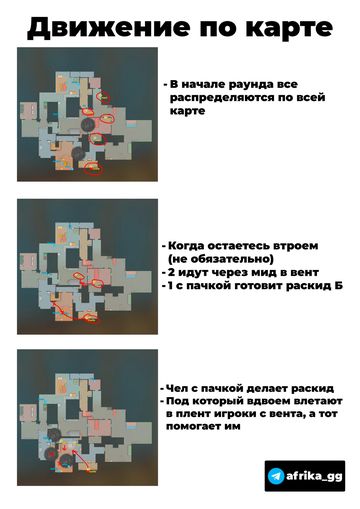 Движение по карте
- В начале раунда все
распределяются по всей
карте
- Когда остаетесь втроем
(не обязательно)
- 2 идут через мид в вент
- 1 с пачкой готовит раскид Б
- Чел с пачкой делает раскид
- Под который вдвоем влетают
в плент игроки с вента, а тот
помогает им
afrika_gg